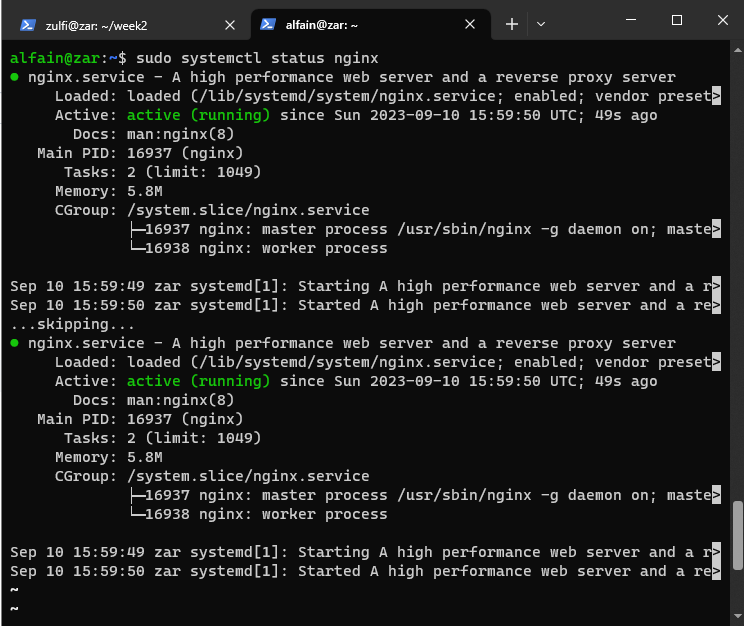 zulfi@zar: ~/week2
alfain@zar: ~
alfain@zar:~$ sudo systemctl status nginx
● nginx.service - A high performance web server and a reverse proxy server
     Loaded: loaded (/lib/systemd/system/nginx.service; enabled; vendor preset>
     Active: active (running) since Sun 2023-09-10 15:59:50 UTC; 49s ago
       Docs: man:nginx(8)
   Main PID: 16937 (nginx)
      Tasks: 2 (limit: 1049)
     Memory: 5.8M
     CGroup: /system.slice/nginx.service
             ├─16937 nginx: master process /usr/sbin/nginx -g daemon on; maste>
             └─16938 nginx: worker process
Sep 10 15:59:49 zar systemd[1]: Starting A high performance web server and a r>
Sep 10 15:59:50 zar systemd[1]: Started A high performance web server and a re>
...skipping...
● nginx.service - A high performance web server and a reverse proxy server
     Loaded: loaded (/lib/systemd/system/nginx.service; enabled; vendor preset>
     Active: active (running) since Sun 2023-09-10 15:59:50 UTC; 49s ago
       Docs: man:nginx(8)
   Main PID: 16937 (nginx)
      Tasks: 2 (limit: 1049)
     Memory: 5.8M
     CGroup: /system.slice/nginx.service
             ├─16937 nginx: master process /usr/sbin/nginx -g daemon on; maste>
             └─16938 nginx: worker process
Sep 10 15:59:49 zar systemd[1]: Starting A high performance web server and a r>
Sep 10 15:59:50 zar systemd[1]: Started A high performance web server and a re>
~
~